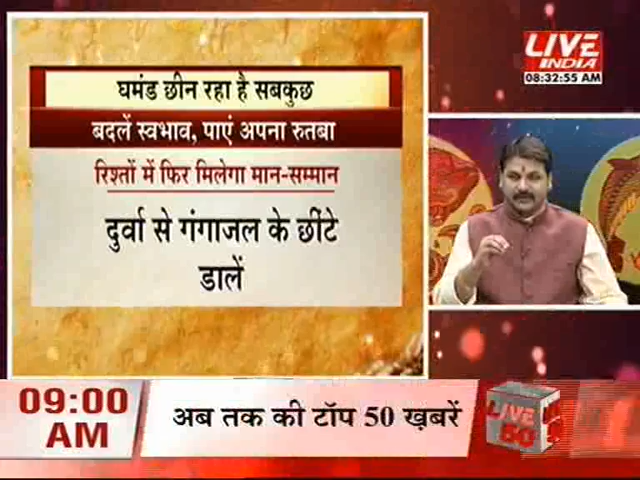 घमंड छीन रहा है सबकुछ
बदलें स्वभाव, पाएं अपना रुतबा
रिश्तों में फिर मिलेगा मान-सम्मान
दुर्वा से गंगाजल के छींटे
डालें
LIVE
INDIA
08:32:55 AM
09:00
AM
अब तक की टॉप 50 ख़बरें
LIVE
50